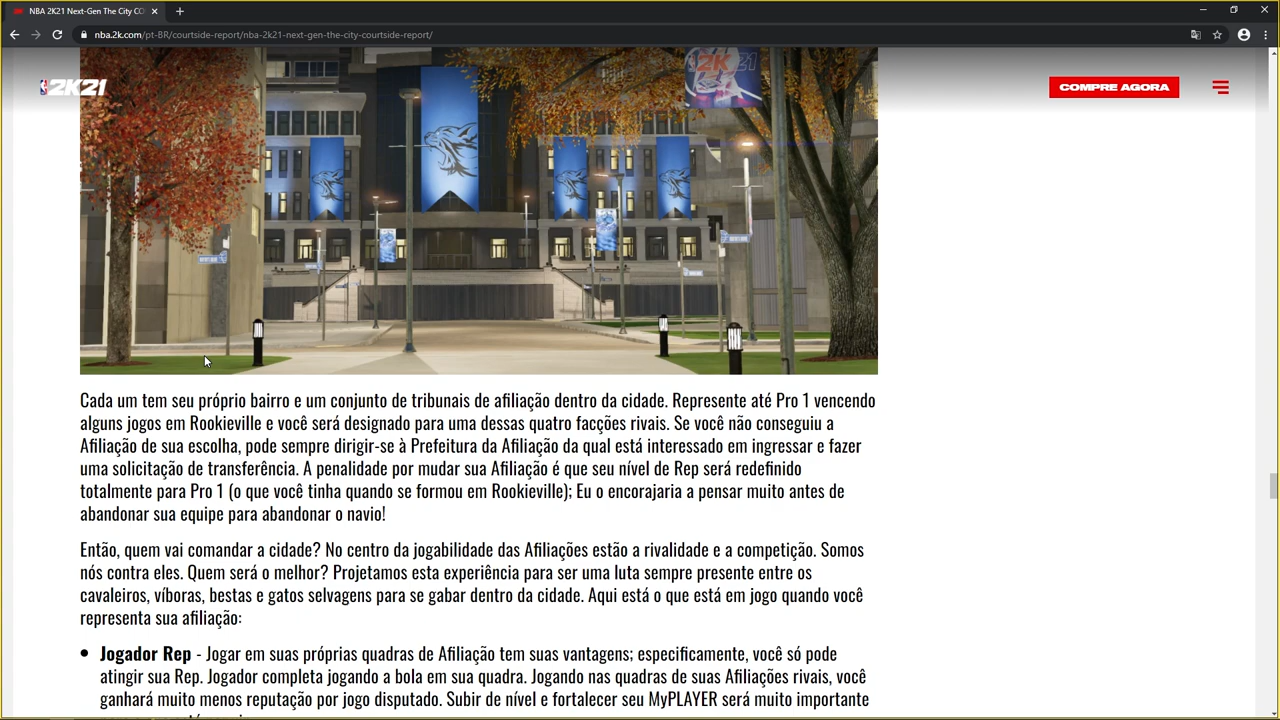 NBA 2K21 Next-Gen The City CO
nba.2k.com/pt-BR/courtside-report/nba-2k21-next-gen-the-city-courtside-report/
2K21
COMPRE AGORA
2K21
Cada um tem seu próprio bairro e um conjunto de tribunais de afiliação dentro da cidade. Represente até Pro 1 vencendo
alguns jogos em Rookieville e você será designado para uma dessas quatro facções rivais. Se você não conseguiu a
Afiliação de sua escolha, pode sempre dirigir-se à Prefeitura da Afiliação da qual está interessado em ingressar e fazer
uma solicitação de transferência. A penalidade por mudar sua Afiliação é que seu nível de Rep será redefinido
totalmente para Pro 1 (o que você tinha quando se formou em Rookieville); Eu o encorajaria a pensar muito antes de
abandonar sua equipe para abandonar o navio!
Então, quem vai comandar a cidade? No centro da jogabilidade das Afiliações estão a rivalidade e a competição. Somos
nós contra eles. Quem será o melhor? Projetamos esta experiência para ser uma luta sempre presente entre os
cavaleiros, víboras, bestas e gatos selvagens para se gabar dentro da cidade. Aqui está o que está em jogo quando você
representa sua afiliação:
• Jogador Rep - Jogar em suas próprias quadras de Afiliação tem suas vantagens; especificamente, você só pode
atingir sua Rep. Jogador completa jogando a bola em sua quadra. Jogando nas quadras de suas Afiliações rivais, você
ganhará muito menos reputação por jogo disputado. Subir de nível e fortalecer seu MyPLAYER será muito importante